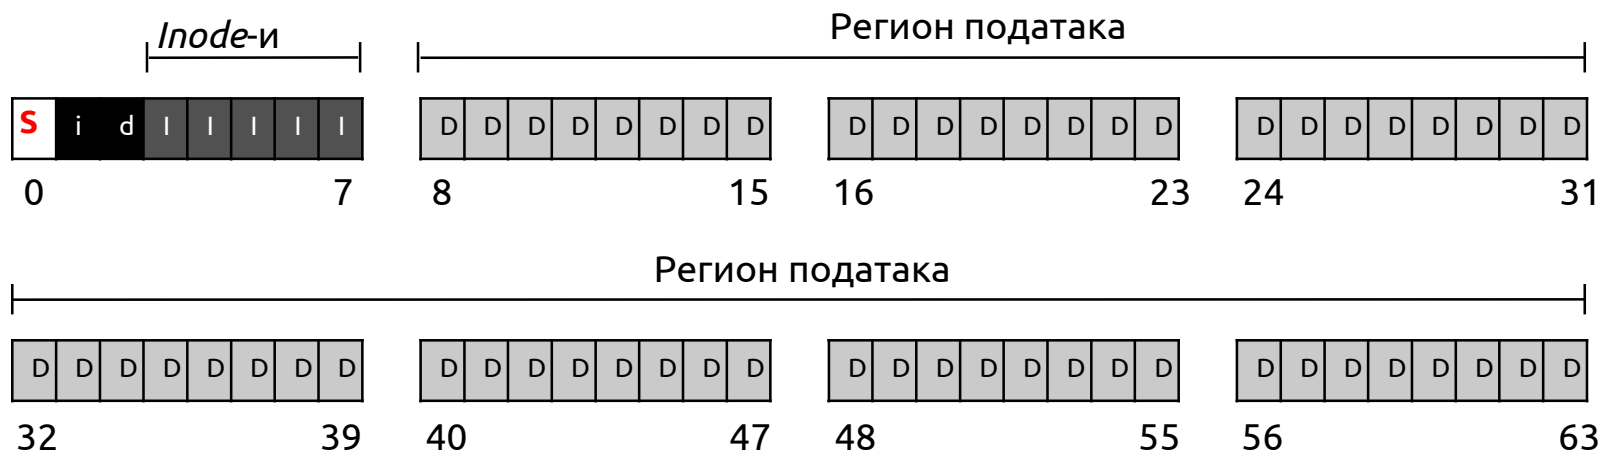 Inode-и Регион података
S i d I I I I I D D D D D D D D D D D D D D D D D D D D D D D D
0 7 8 15 16 23 24 31
Регион података
D D D D D D D D D D D D D D D D D D D D D D D D D D D D D D D D
32 39 40 47 48 55 56 63